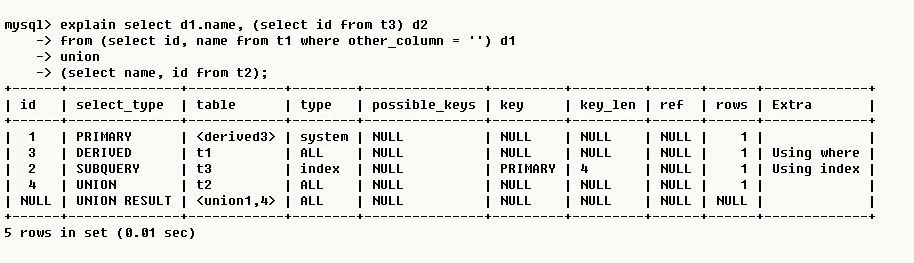 mysql> explain select d1.name, (select id from t3) d2
    -> from (select id, name from t1 where other_column = '') d1
    -> union
    -> (select name, id from t2);
+------+--------------+------------+--------+---------------+---------+---------+------+------+-------------+
| id   | select_type  | table      | type   | possible_keys | key     | key_len | ref  | rows | Extra       |
+------+--------------+------------+--------+---------------+---------+---------+------+------+-------------+
|  1   | PRIMARY      | <derived3> | system | NULL          | NULL    | NULL    | NULL |    1 |             |
|  3   | DERIVED      | t1         | ALL    | NULL          | NULL    | NULL    | NULL |    1 | Using where |
|  2   | SUBQUERY     | t3         | index  | NULL          | PRIMARY | 4       | NULL |    1 | Using index |
|  4   | UNION        | t2         | ALL    | NULL          | NULL    | NULL    | NULL |    1 |             |
| NULL | UNION RESULT | <union1,4> | ALL    | NULL          | NULL    | NULL    | NULL | NULL |             |
+------+--------------+------------+--------+---------------+---------+---------+------+------+-------------+
5 rows in set (0.01 sec)